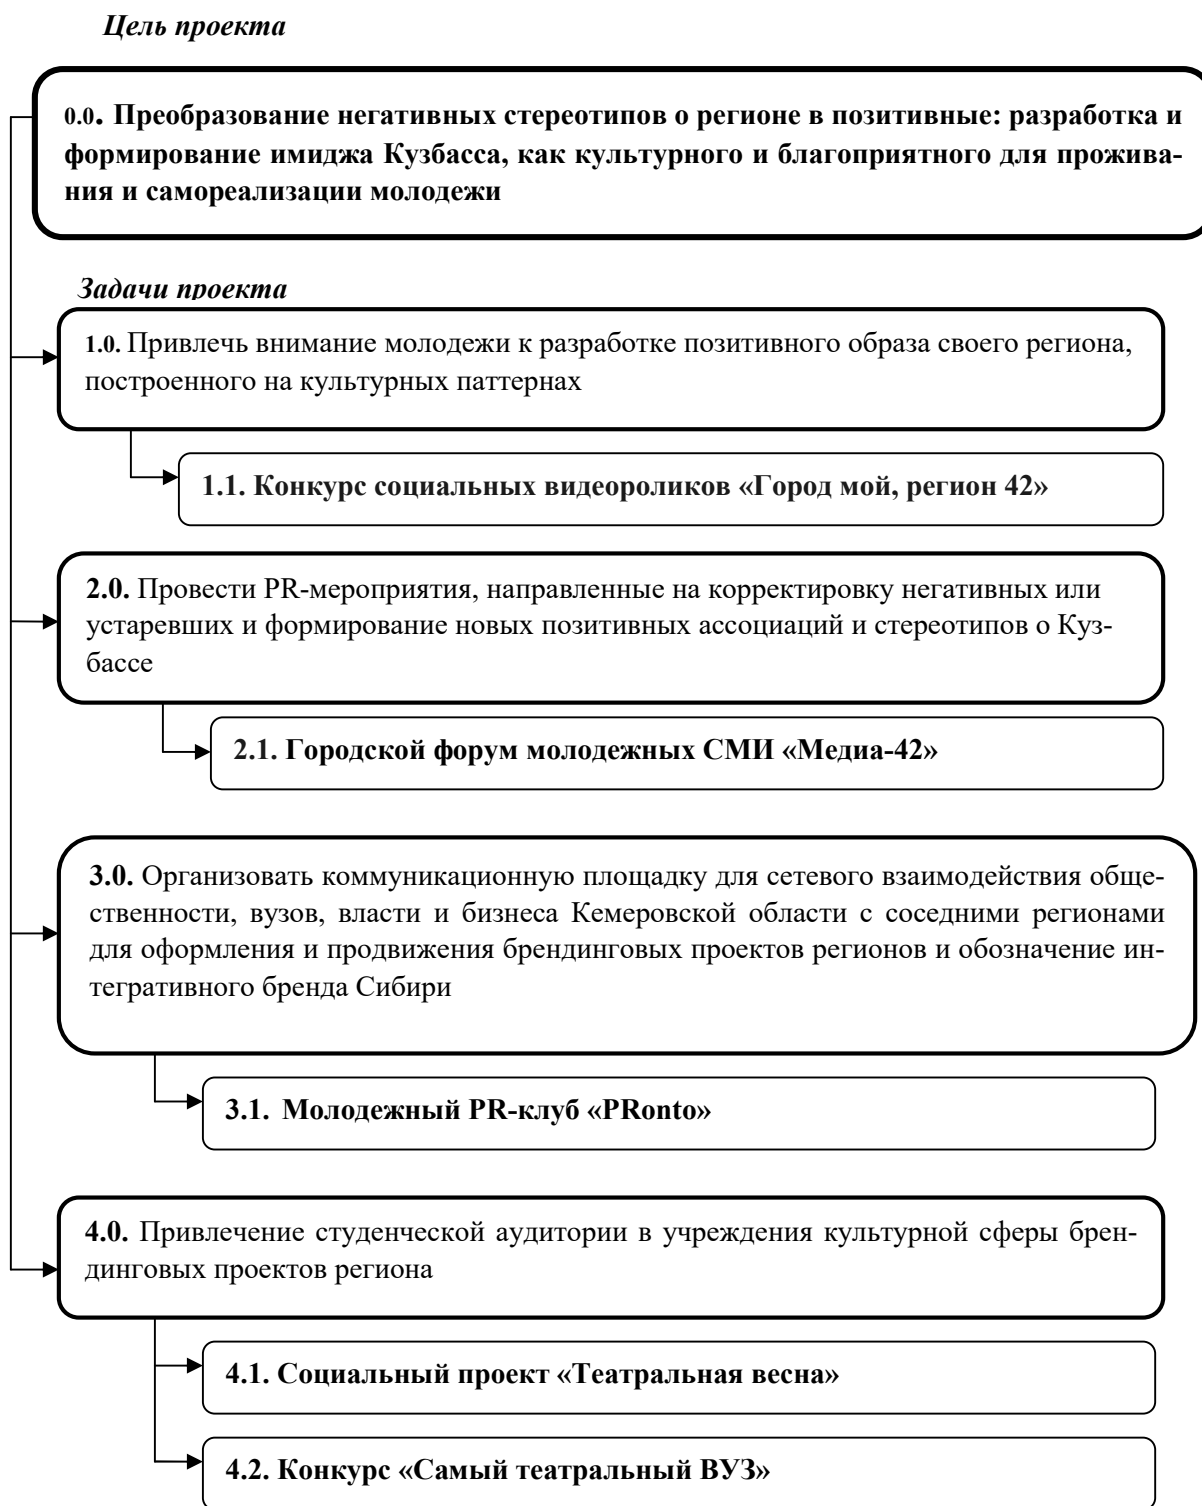 Цель проекта
0.0. Преобразование негативных стереотипов о регионе в позитивные: разработка и
формирование имиджа Кузбасса, как культурного и благоприятного для прожива-
ния и самореализации молодежи
Задачи проекта
1.0. Привлечь внимание молодежи к разработке позитивного образа своего региона,
построенного на культурных паттернах
1.1. Конкурс социальных видеороликов «Город мой, регион 42»
2.0. Провести PR-мероприятия, направленные на корректировку негативных или
устаревших и формирование новых позитивных ассоциаций и стереотипов о Куз-
бассе
2.1. Городской форум молодежных СМИ «Медиа-42»
3.0. Организовать коммуникационную площадку для сетевого взаимодействия обще-
ственности, вузов, власти и бизнеса Кемеровской области с соседними регионами
для оформления и продвижения брендинговых проектов регионов и обозначение ин-
тегративного бренда Сибири
3.1. Молодежный PR-клуб «PRonto»
4.0. Привлечение студенческой аудитории в учреждения культурной сферы брен-
динговых проектов региона
4.1. Социальный проект «Театральная весна»
4.2. Конкурс «Самый театральный ВУЗ»